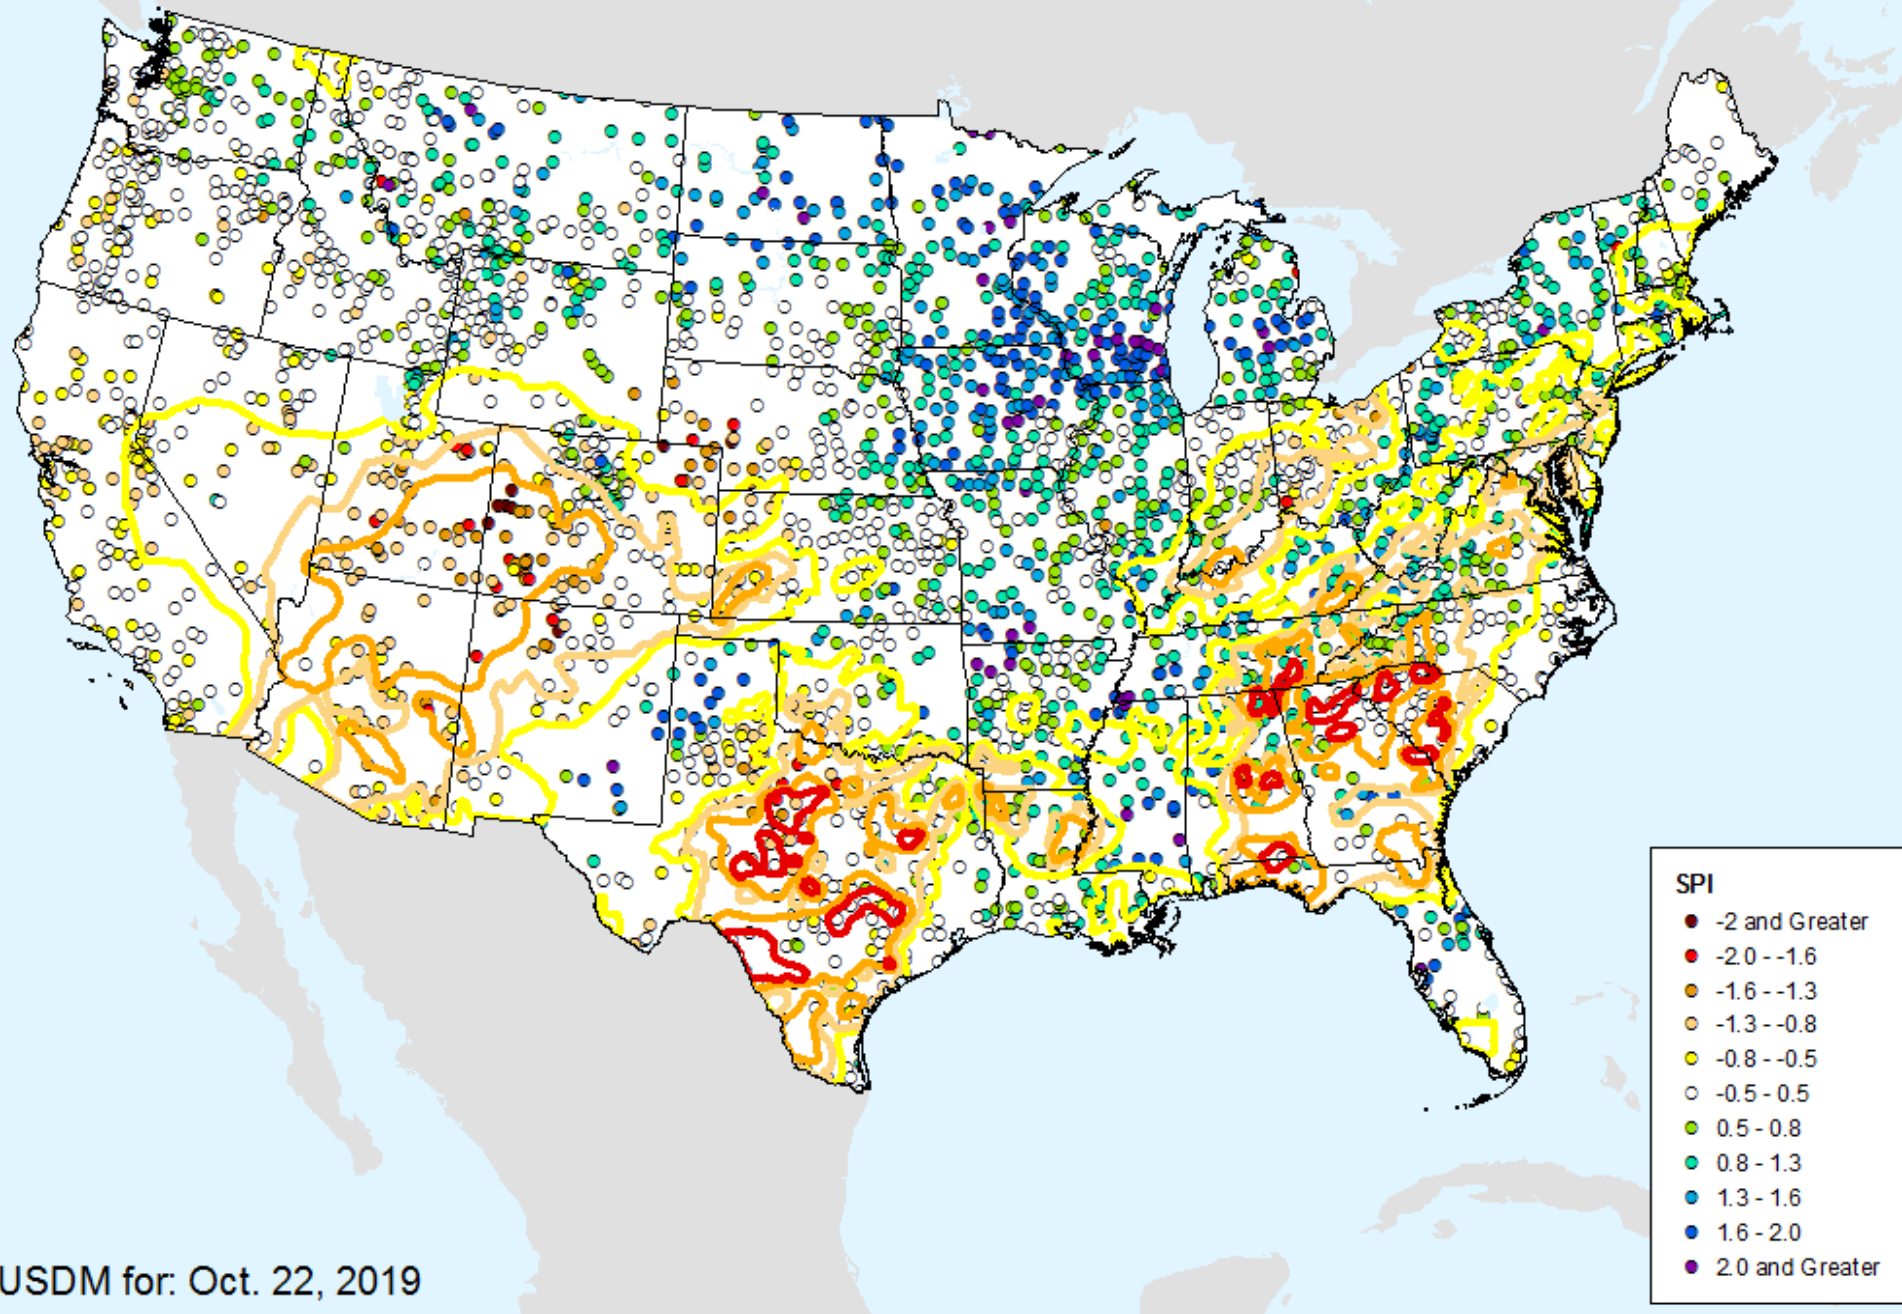 SPI
-2 and Greater
-2.0 - -1.6
-1.6 - -1.3
-1.3 - -0.8
-0.8 - -0.5
-0.5 - 0.5
0.5 - 0.8
0.8 - 1.3
1.3 - 1.6
1.6 - 2.0
2.0 and Greater
USDM for: Oct. 22, 2019